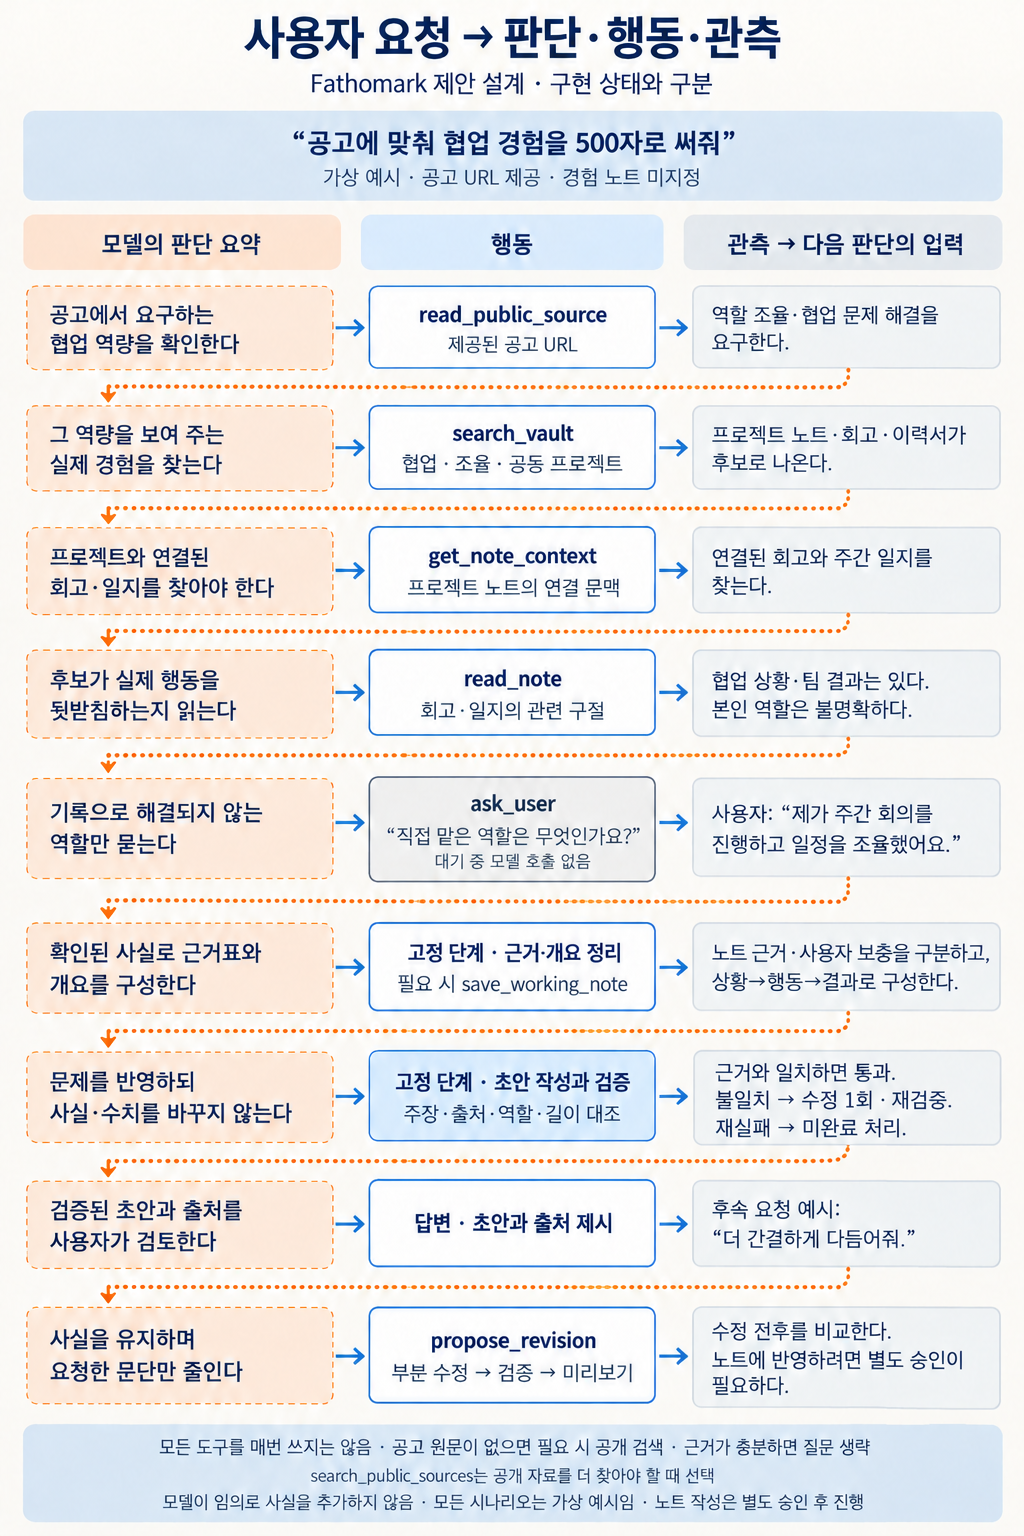 사용자 요청 → 판단·행동·관측
Fathomark 제안 설계 · 구현 상태와 구분
“공고에 맞춰 협업 경험을 500자로 써줘”
가상 예시 · 공고 URL 제공 · 경험 노트 미지정
모델의 판단 요약
행동
관측 → 다음 판단의 입력
공고에서 요구하는
협업 역량을 확인한다
read_public_source
제공된 공고 URL
역할 조율·협업 문제 해결을
요구한다.
그 역량을 보여 주는
실제 경험을 찾는다
search_vault
협업 · 조율 · 공동 프로젝트
프로젝트 노트·회고·이력서가
후보로 나온다.
프로젝트와 연결된
회고·일지를 찾아야 한다
get_note_context
프로젝트 노트의 연결 문맥
연결된 회고와 주간 일지를
찾는다.
후보가 실제 행동을
뒷받침하는지 읽는다
read_note
회고·일지의 관련 구절
협업 상황·팀 결과는 있다.
본인 역할은 불명확하다.
기록으로 해결되지 않는
역할만 묻는다
ask_user
“직접 맡은 역할은 무엇인가요?”
대기 중 모델 호출 없음
사용자: “제가 주간 회의를
진행하고 일정을 조율했어요.”
확인된 사실로 근거표와
개요를 구성한다
고정 단계 · 근거·개요 정리
필요 시 save_working_note
노트 근거·사용자 보충을 구분하고,
상황→행동→결과로 구성한다.
문제를 반영하되
사실·수치를 바꾸지 않는다
고정 단계 · 초안 작성과 검증
주장·출처·역할·길이 대조
근거와 일치하면 통과.
불일치 → 수정 1회 · 재검증.
재실패 → 미완료 처리.
검증된 초안과 출처를
사용자가 검토한다
답변 · 초안과 출처 제시
후속 요청 예시:
“더 간결하게 다듬어줘.”
사실을 유지하며
요청한 문단만 줄인다
propose_revision
부분 수정 → 검증 → 미리보기
수정 전후를 비교한다.
노트에 반영하려면 별도 승인이
필요하다.
모든 도구를 매번 쓰지는 않음 · 공고 원문이 없으면 필요 시 공개 검색 · 근거가 충분하면 질문 생략
search_public_sources는 공개 자료를 더 찾아야 할 때 선택
모델이 임의로 사실을 추가하지 않음 · 모든 시나리오는 가상 예시임 · 노트 작성은 별도 승인 후 진행